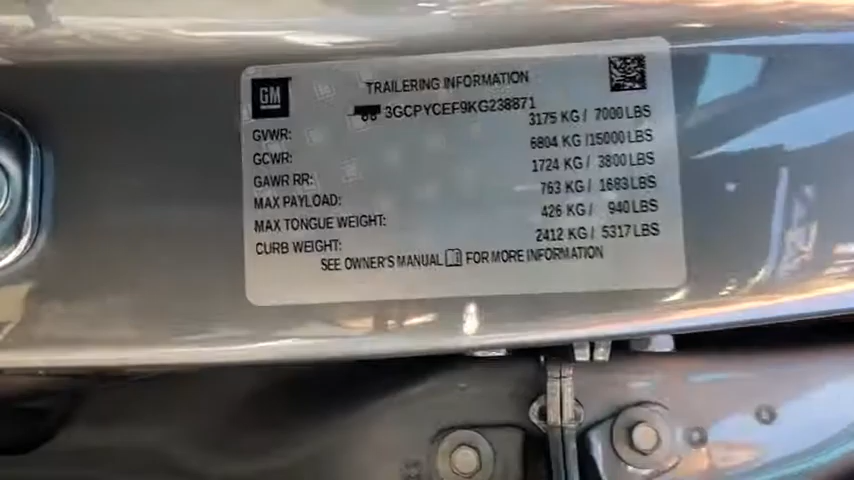 GM
TRAILERING INFORMATION
3GCPYCEF9KG238871
GVWR: 3175 KG / 7000 LBS
GCWR: 6804 KG / 15000 LBS
GAWR RR: 1724 KG / 3800 LBS
MAX PAYLOAD: 763 KG / 1683 LBS
MAX TONGUE WEIGHT: 426 KG / 940 LBS
CURB WEIGHT: 2412 KG / 5317 LBS
SEE OWNER'S MANUAL FOR MORE INFORMATION